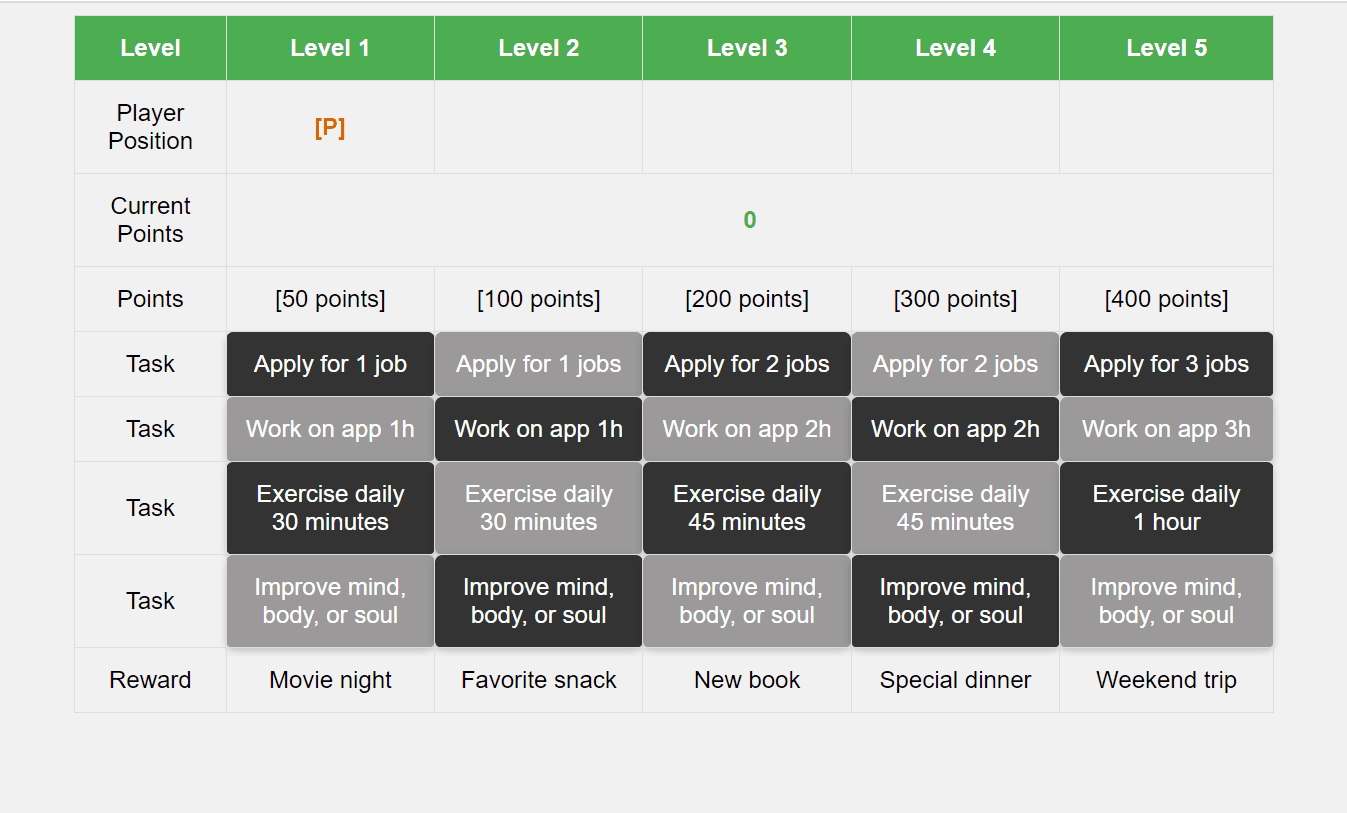 Level Level 1 Level 2 Level 3 Level 4 Level 5
Player
Position
[P]
Current
Points
0
Points [50 points] [100 points] [200 points] [300 points] [400 points]
Task Apply for 1 job Apply for 1 jobs Apply for 2 jobs Apply for 2 jobs Apply for 3 jobs
Task Work on app 1h Work on app 1h Work on app 2h Work on app 2h Work on app 3h
Task
Exercise daily
30 minutes
Exercise daily
30 minutes
Exercise daily
45 minutes
Exercise daily
45 minutes
Exercise daily
1 hour
Task
Improve mind,
body, or soul
Improve mind,
body, or soul
Improve mind,
body, or soul
Improve mind,
body, or soul
Improve mind,
body, or soul
Reward Movie night Favorite snack New book Special dinner Weekend trip